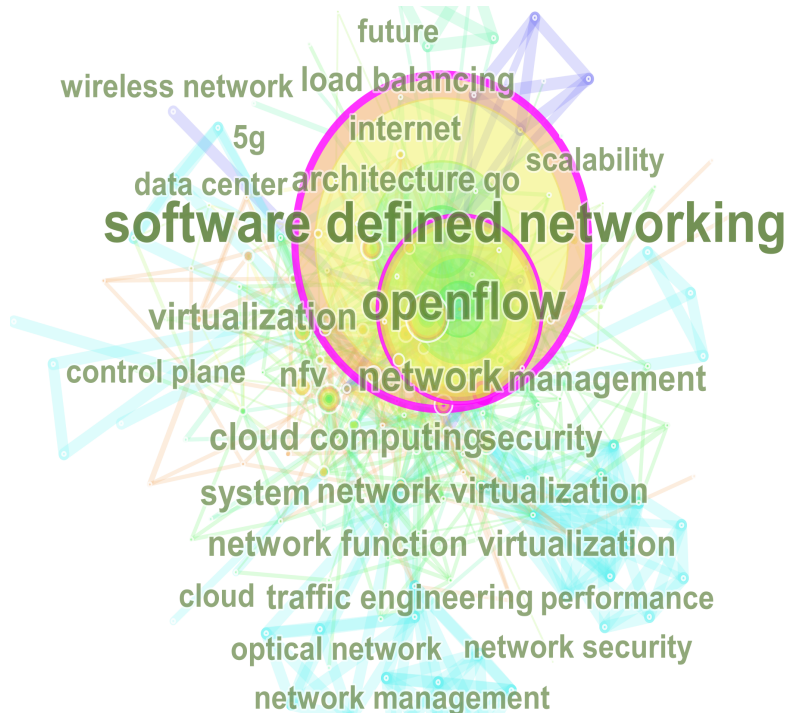 future
wireless network load balancing
5g internet
scalability
data center architecture qo
software defined networking
virtualization openflow
control plane nfv network management
cloud computing security
system network virtualization
network function virtualization
cloud traffic engineering performance
optical network network security
network management